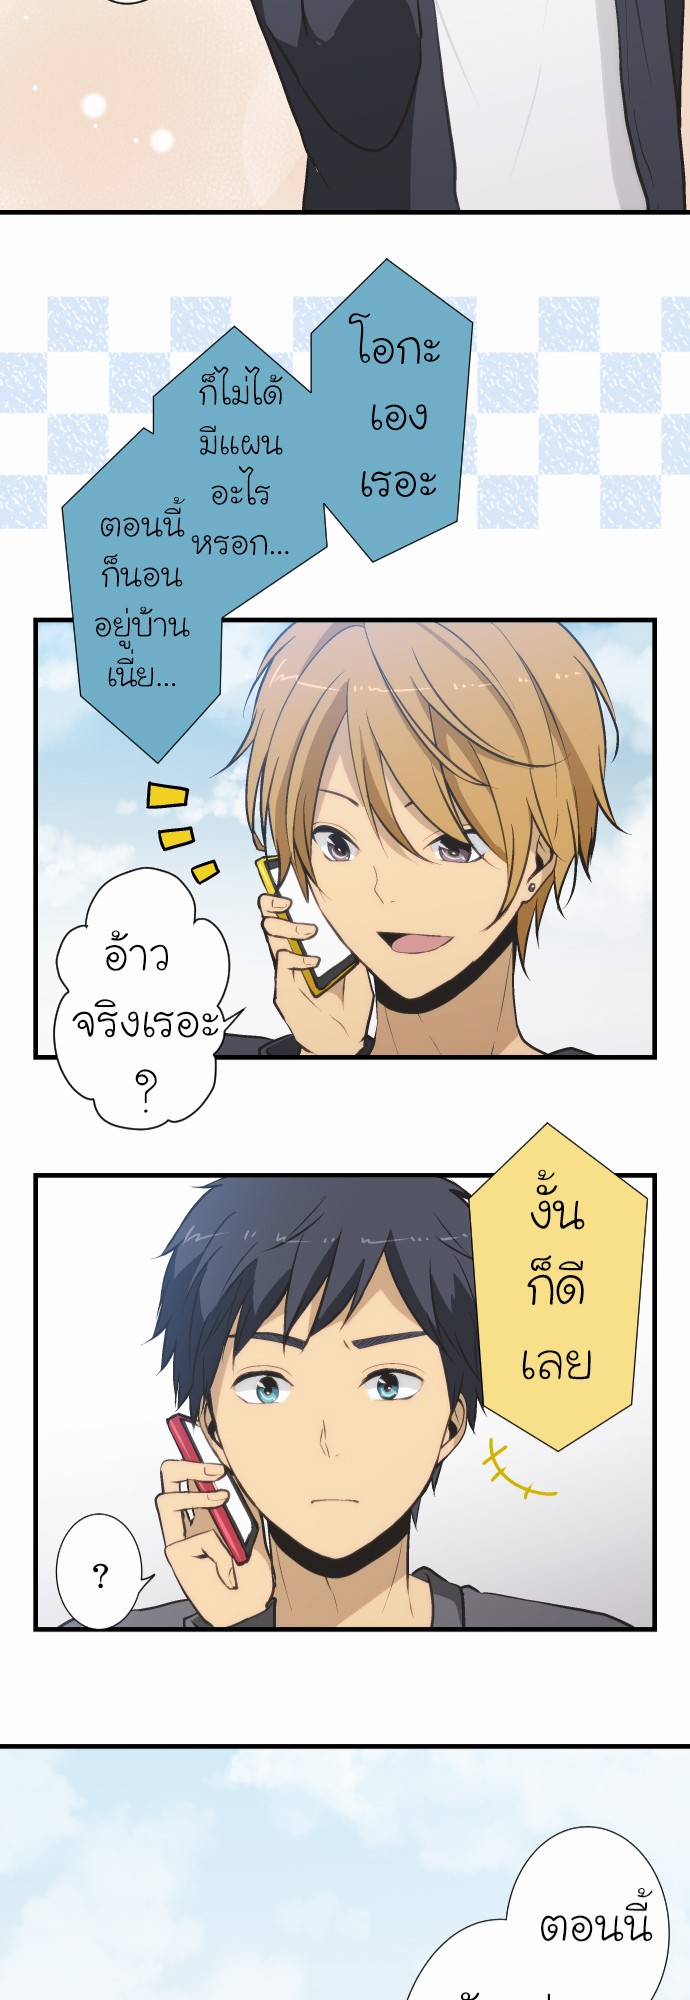 โอกะ
เอง
เรอะ
ก็ไม่ได้
มีแผน
อะไร
หรอก...
ตอนนี้
ก็นอน
อยู่บ้าน
เนี่ย...
อ้าว
จริงเรอะ
?
งั้น
ก็ดี
เลย
?
ตอนนี้